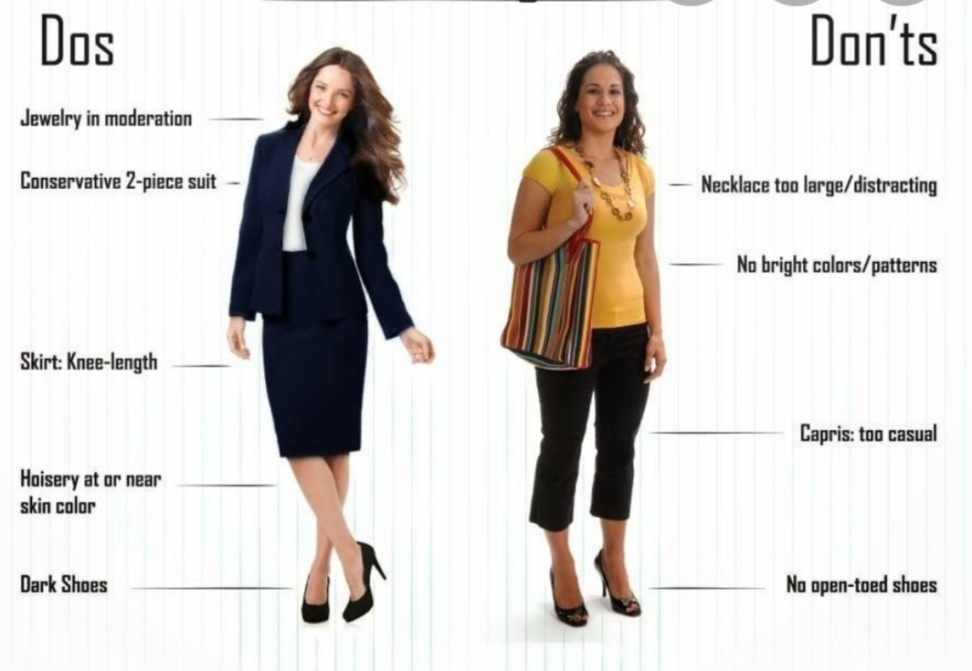 Dos
Don'ts
Jewelry in moderation
Conservative 2-piece suit
Skirt: Knee-length
Hoisery at or near
skin color
Dark Shoes
Necklace too large/distracting
No bright colors/patterns
Capris: too casual
No open-toed shoes